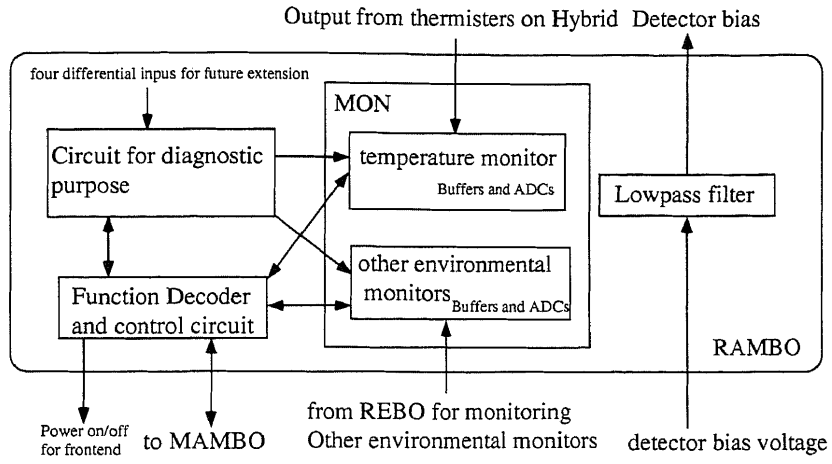 Output from thermisters on Hybrid
Detector bias
four differential inpus for future extension
MON
Circuit for diagnostic
purpose
temperature monitor
Buffers and ADCs
Lowpass filter
other environmental
monitors
Buffers and ADCs
Function Decoder
and control circuit
RAMBO
Power on/off
for frontend
to MAMBO
from REBO for monitoring
Other environmental monitors
detector bias voltage